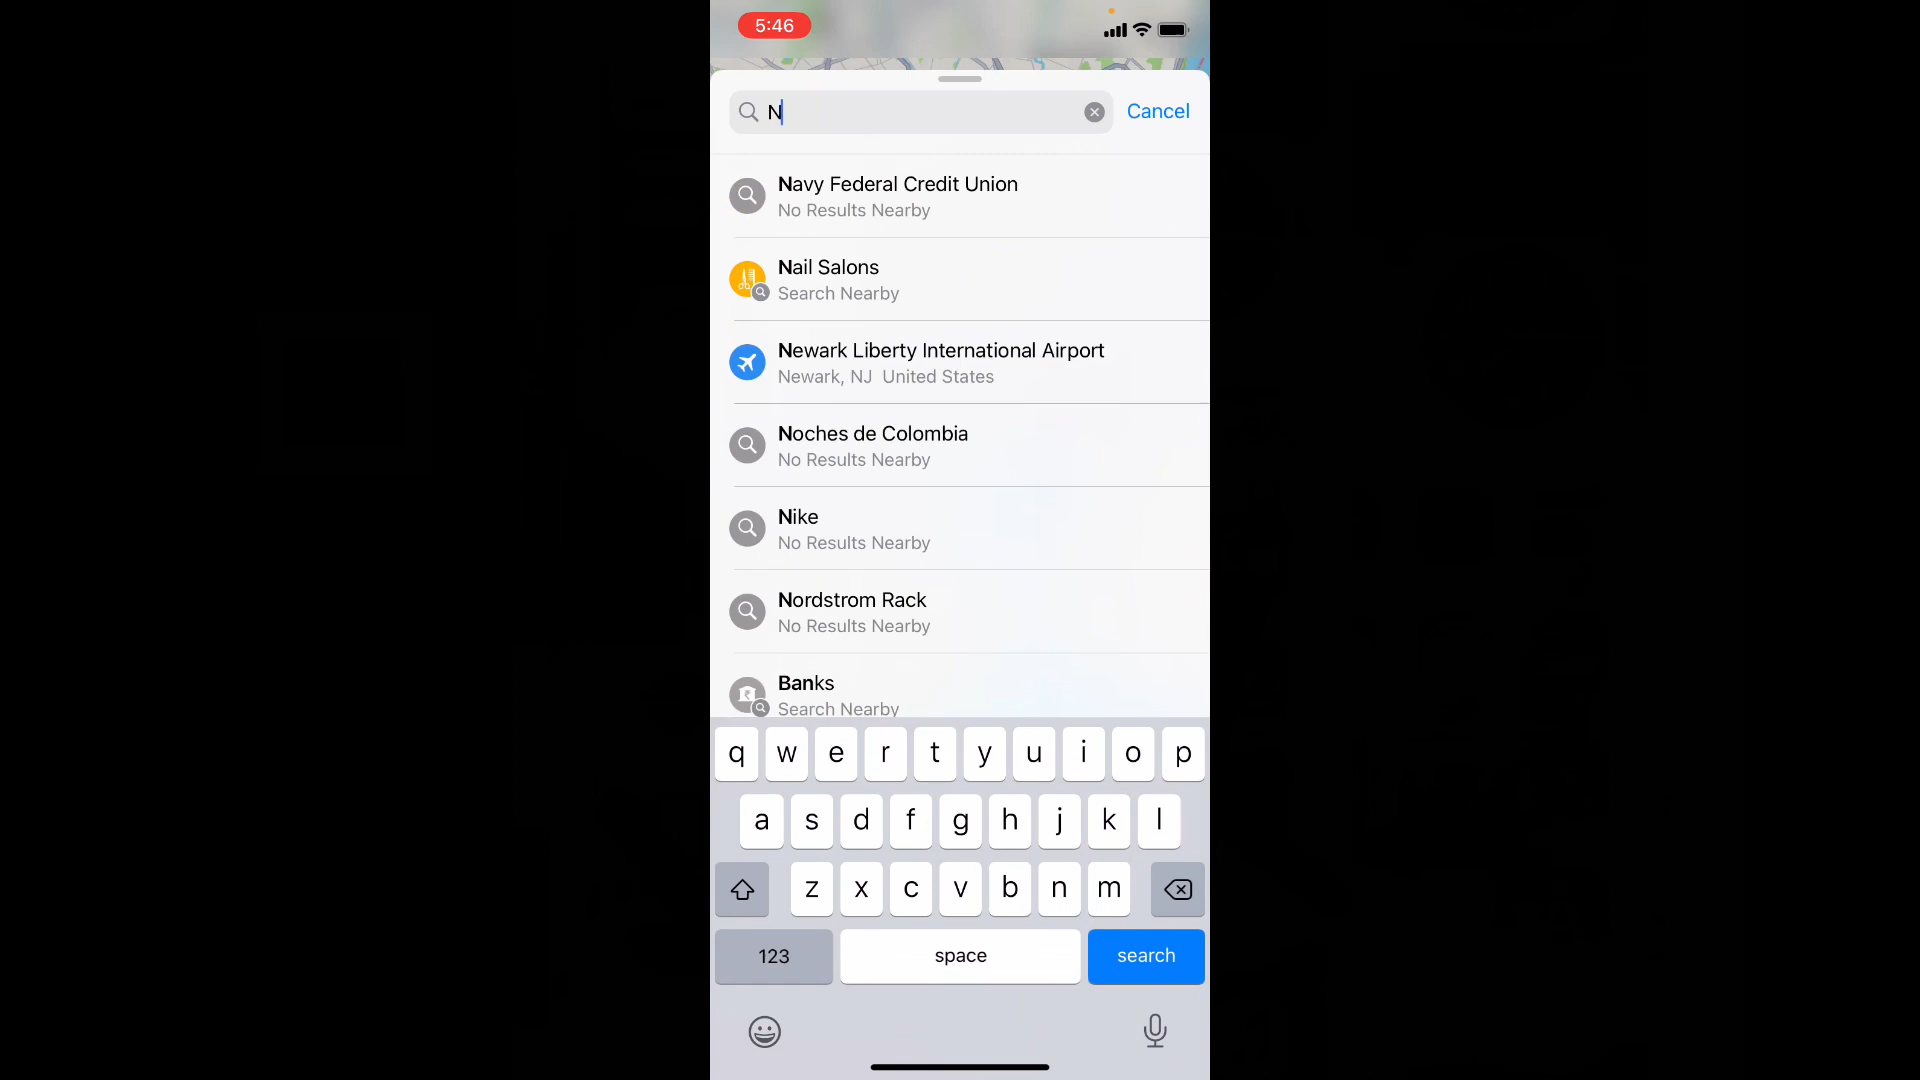 5:46
N
Cancel
Navy Federal Credit Union
No Results Nearby
Nail Salons
Search Nearby
Newark Liberty International Airport
Newark, NJ  United States
Noches de Colombia
No Results Nearby
Nike
No Results Nearby
Nordstrom Rack
No Results Nearby
Banks
Search Nearby
q w e r t y u i o p
a s d f g h j k l
z x c v b n m
123 space search